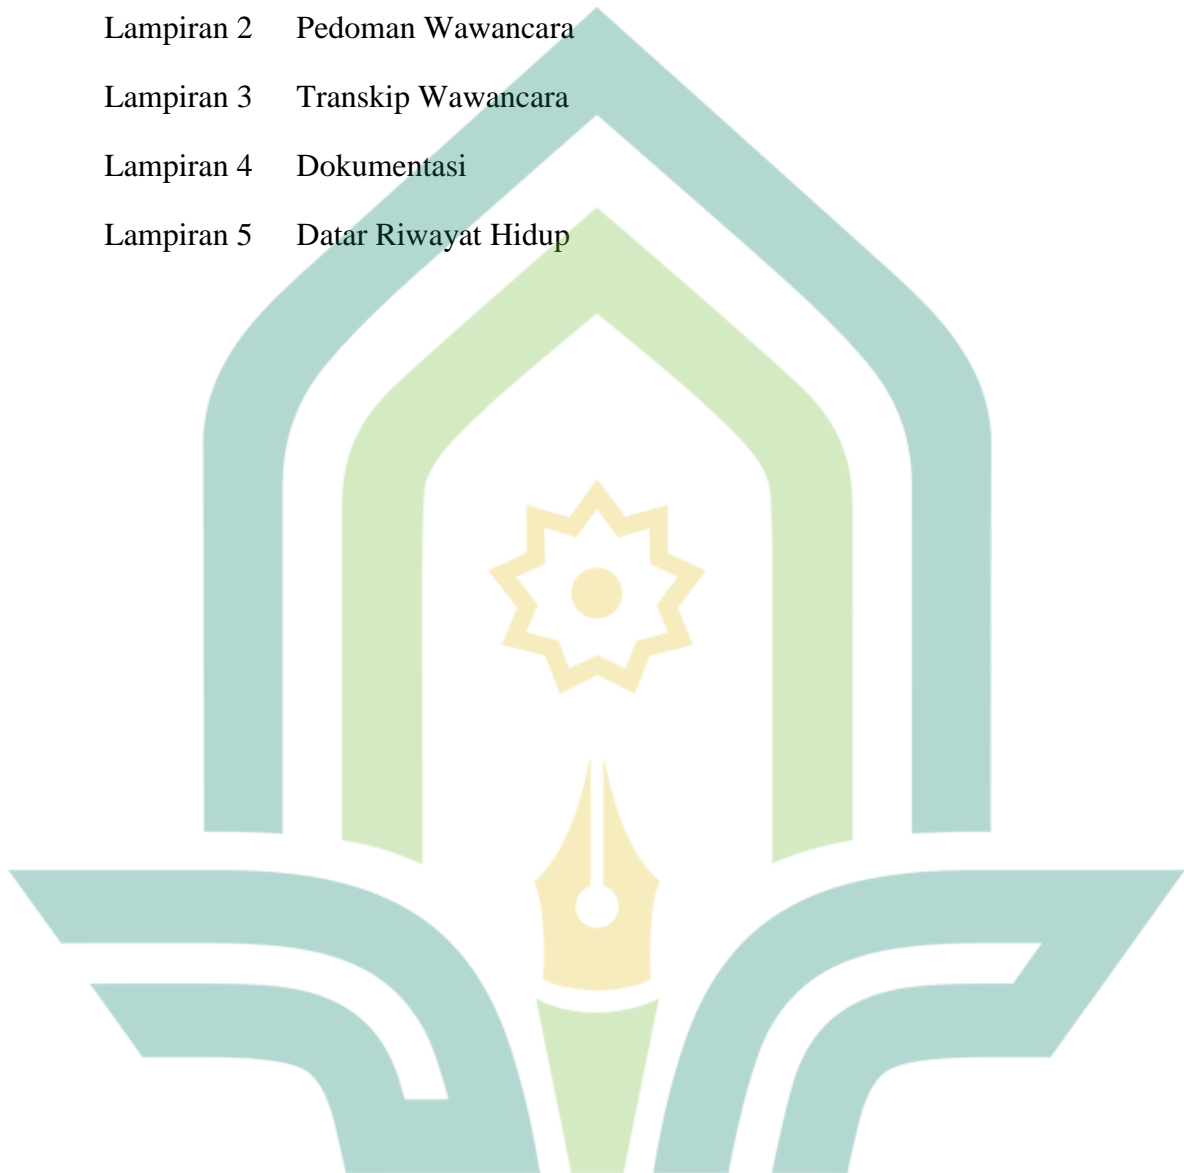 Lampiran 2 Pedoman Wawancara
Lampiran 3 Transkip Wawancara
Lampiran 4 Dokumentasi
Lampiran 5 Datar Riwayat Hidup